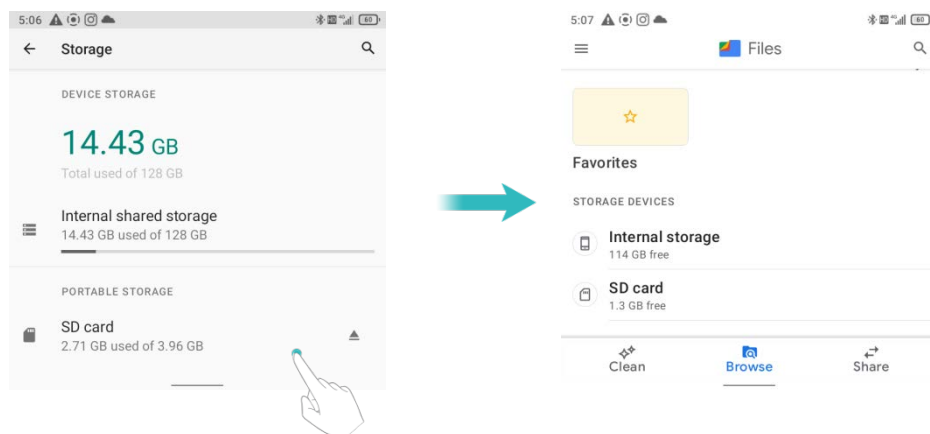 5:06
60
Storage
DEVICE STORAGE
14.43 GB
Total used of 128 GB
Internal shared storage
14.43 GB used of 128 GB
PORTABLE STORAGE
SD card
2.71 GB used of 3.96 GB
5:07
60
Files
Favorites
STORAGE DEVICES
Internal storage
114 GB free
SD card
1.3 GB free
Clean Browse Share